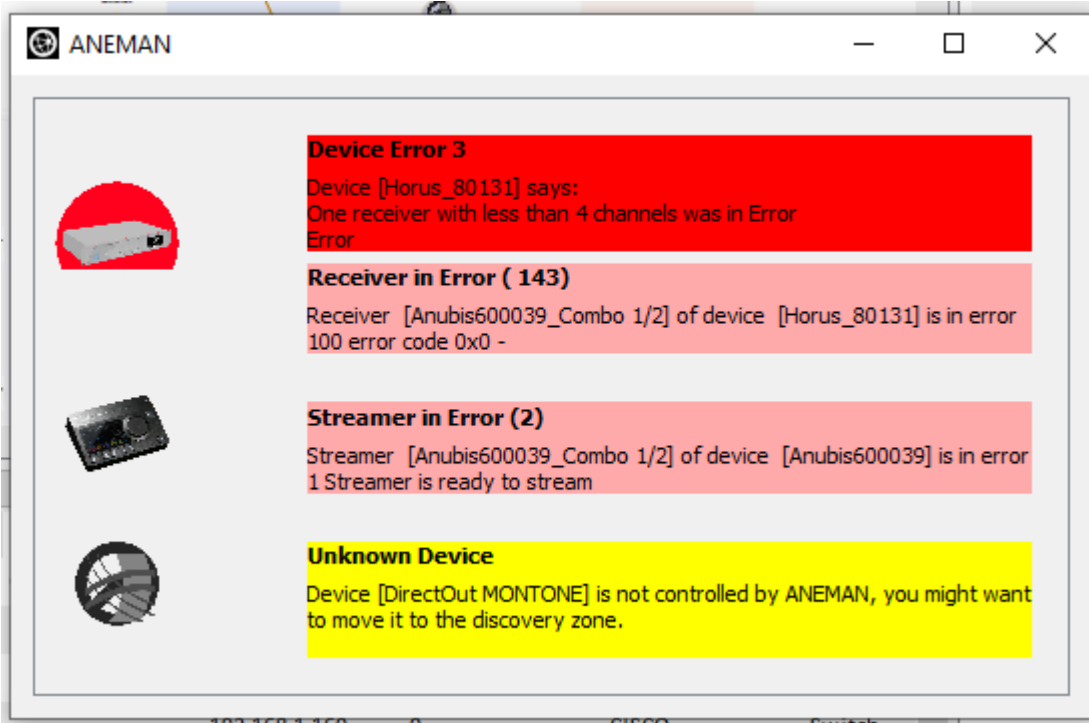 ANEMAN
Device Error 3
Device [Horus_80131] says:
One receiver with less than 4 channels was in Error
Error
Receiver in Error ( 143)
Receiver [Anubis600039_Combo 1/2] of device [Horus_80131] is in error
100 error code 0x0 -
Streamer in Error (2)
Streamer [Anubis600039_Combo 1/2] of device [Anubis600039] is in error
1 Streamer is ready to stream
Unknown Device
Device [DirectOut MONTONE] is not controlled by ANEMAN, you might want
to move it to the discovery zone.